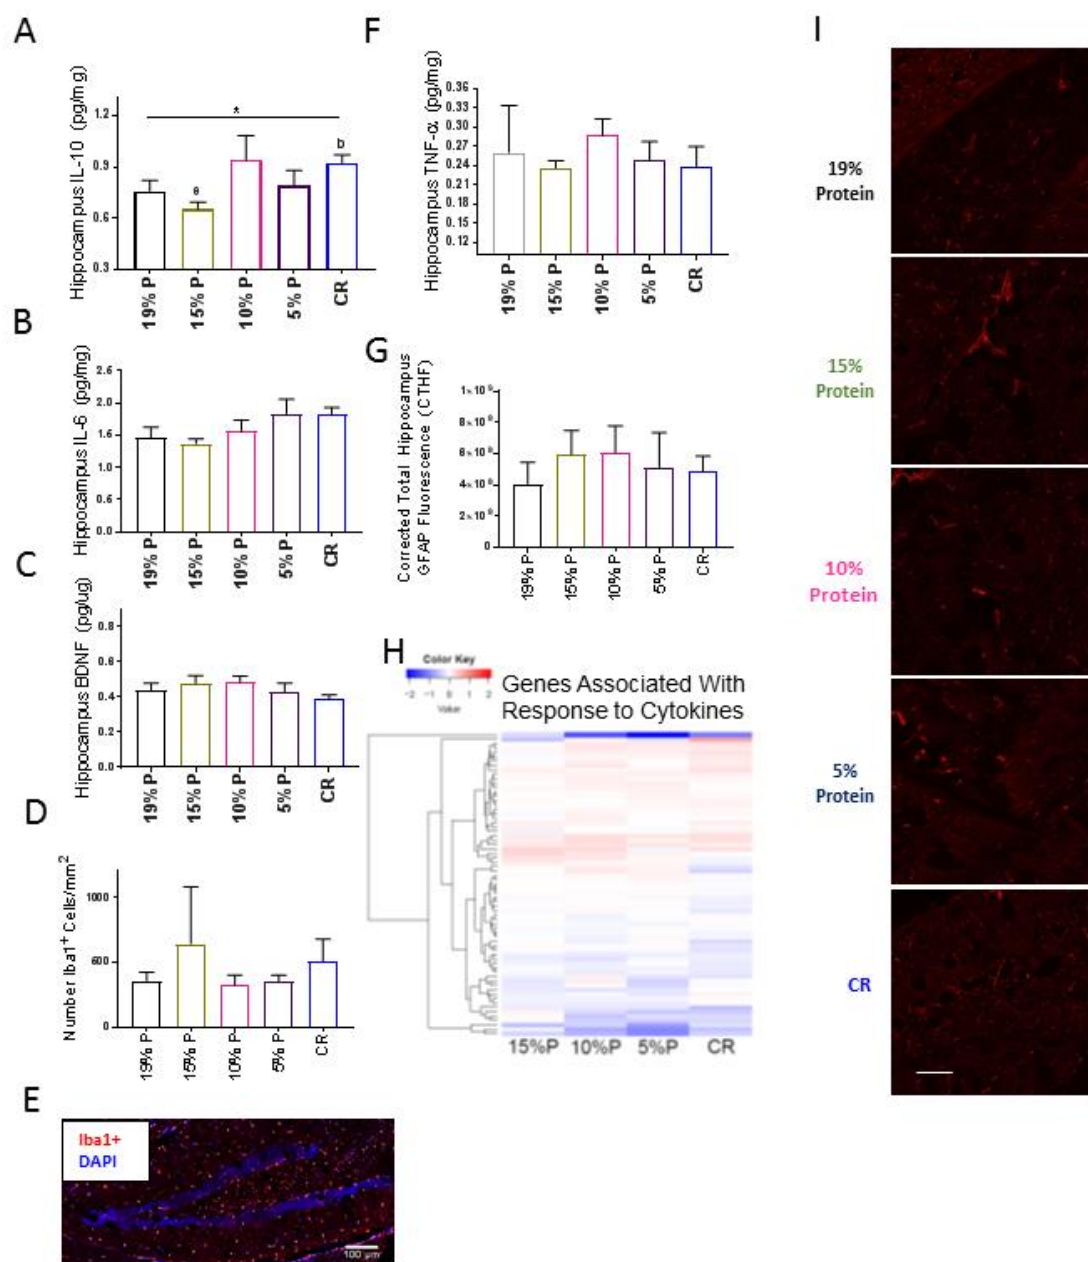 A
Hippocampus IL-10 (pg/mg)
1.2
0.9
0.6
0.3
*
b
19% P
15% P
10% P
5% P
CR
B
Hippocampus IL-6 (pg/mg)
2.6
2.0
1.6
1.0
0.6
0.0
19% P
15% P
10% P
5% P
CR
C
Hippocampus BDNF (pg/ug)
0.8
0.6
0.4
0.2
0.0
19% P
15% P
10% P
5% P
CR
D
Number Iba1+ Cells/mm2
1000
600
0
19% P
15% P
10% P
5% P
CR
E
Iba1+
DAPI
100 μm
F
Hippocampus TNF-α (pg/mg)
0.36
0.33
0.30
0.27
0.24
0.21
0.18
0.15
0.12
19% P
15% P
10% P
5% P
CR
G
Corrected Total Hippocampus
GFAP Fluorescence (CTHF)
0
19% P
15% P
10% P
5% P
CR
H
Color Key
-2 -1 0 1 2
Value
Genes Associated With
Response to Cytokines
15%P 10%P 5%P CR
I
19%
Protein
15%
Protein
10%
Protein
5%
Protein
CR